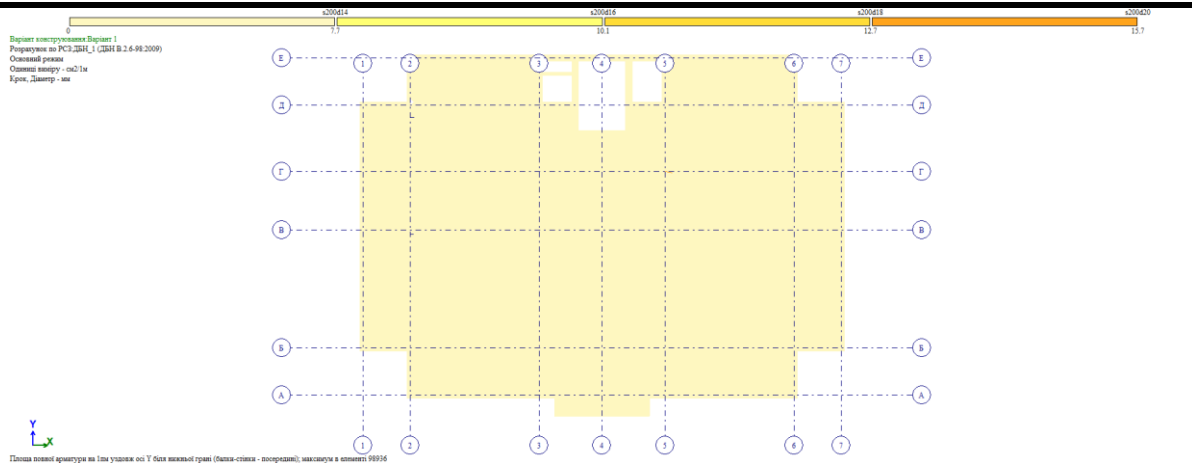 s200d14 s200d16 s200d18 s200d20
0 7.7 10.1 12.7 15.7
Варіант конструювання:Варіант 1
Розрахунок по РСЗ:ДБН_1 (ДБН В.2.6-98:2009)
Основний режим
Одиниці виміру - см2/1м
Крок, Діаметр - мм
Е 1 2 3 4 5 6 7 Е
Д Д
Г Г
В В
Б Б
А А
Y
X
1 2 3 4 5 6 7
Площа повної арматури на 1пм уздовж осі Y біля нижньої грані (балки-стінки - посередині); максимум в елементі 98936